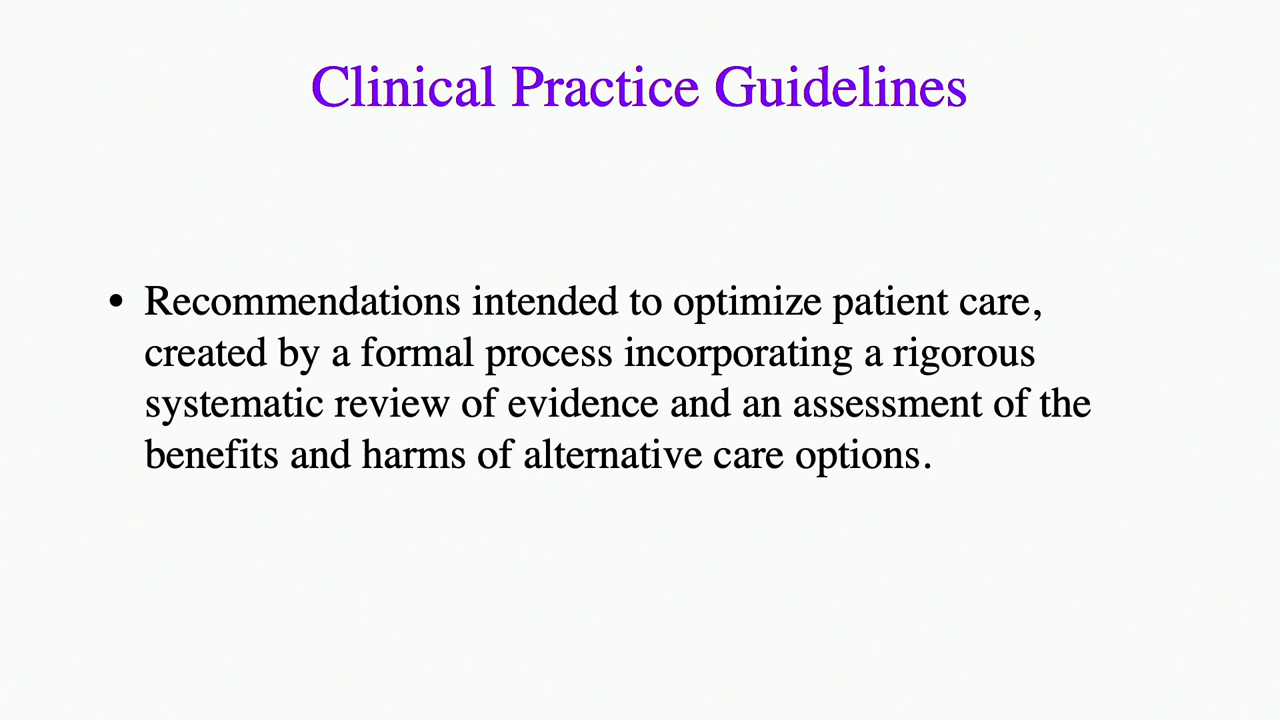 Clinical Practice Guidelines
• Recommendations intended to optimize patient care,
created by a formal process incorporating a rigorous
systematic review of evidence and an assessment of the
benefits and harms of alternative care options.